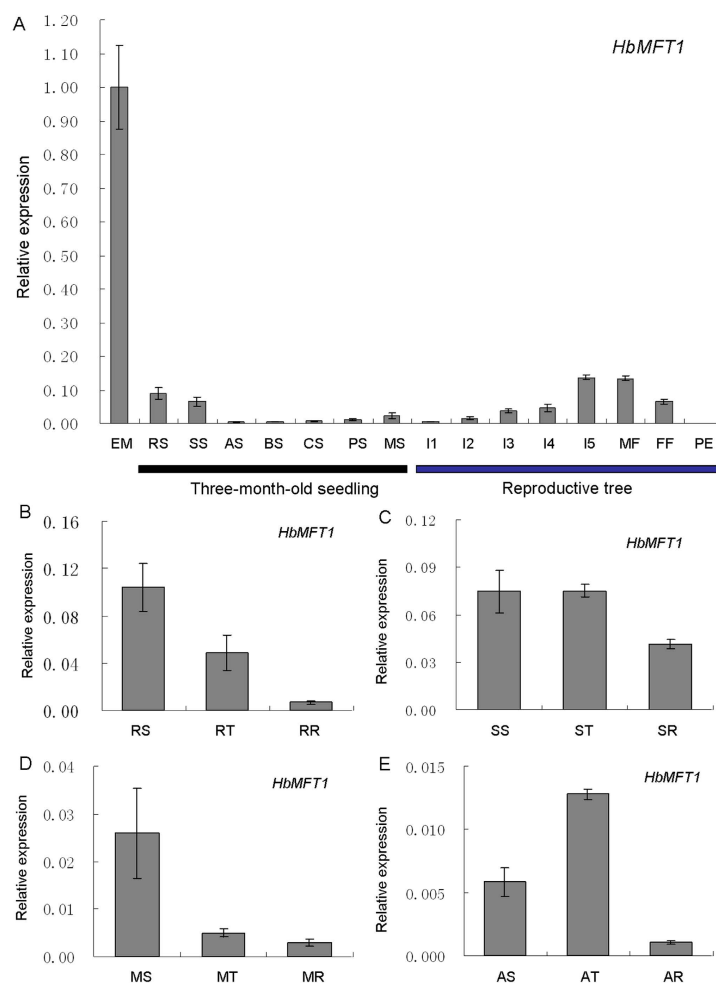 A
HbMFT1
Relative expression
1.20
1.00
0.90
0.80
0.70
0.60
0.50
0.40
0.30
0.20
0.10
0.00
EM RS SS AS BS CS PS MS I1 I2 I3 I4 I5 MF FF PE
Three-month-old seedling Reproductive tree
B
HbMFT1
Relative expression
0.16
0.12
0.08
0.04
0.00
RS RT RR
C
HbMFT1
Relative expression
0.12
0.09
0.06
0.03
0.00
SS ST SR
D
HbMFT1
Relative expression
0.04
0.03
0.02
0.01
0.00
MS MT MR
E
HbMFT1
Relative expression
0.015
0.010
0.005
0.000
AS AT AR